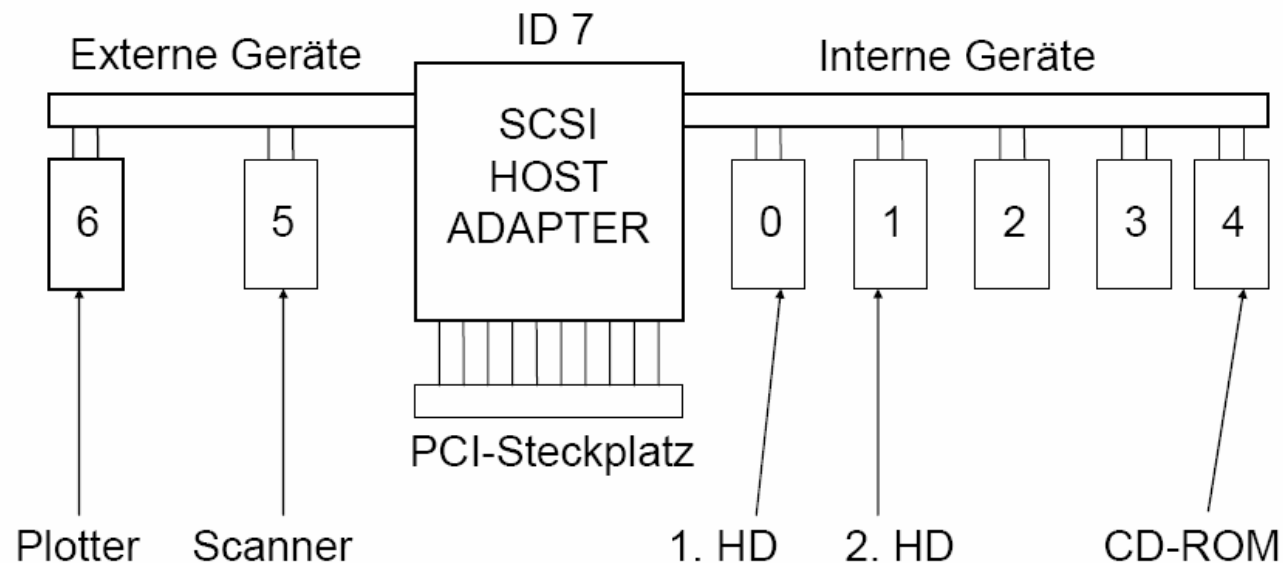 ID 7
Externe Geräte
Interne Geräte
SCSI
HOST
ADAPTER
6
5
0
1
2
3
4
PCI-Steckplatz
Plotter
Scanner
1. HD
2. HD
CD-ROM